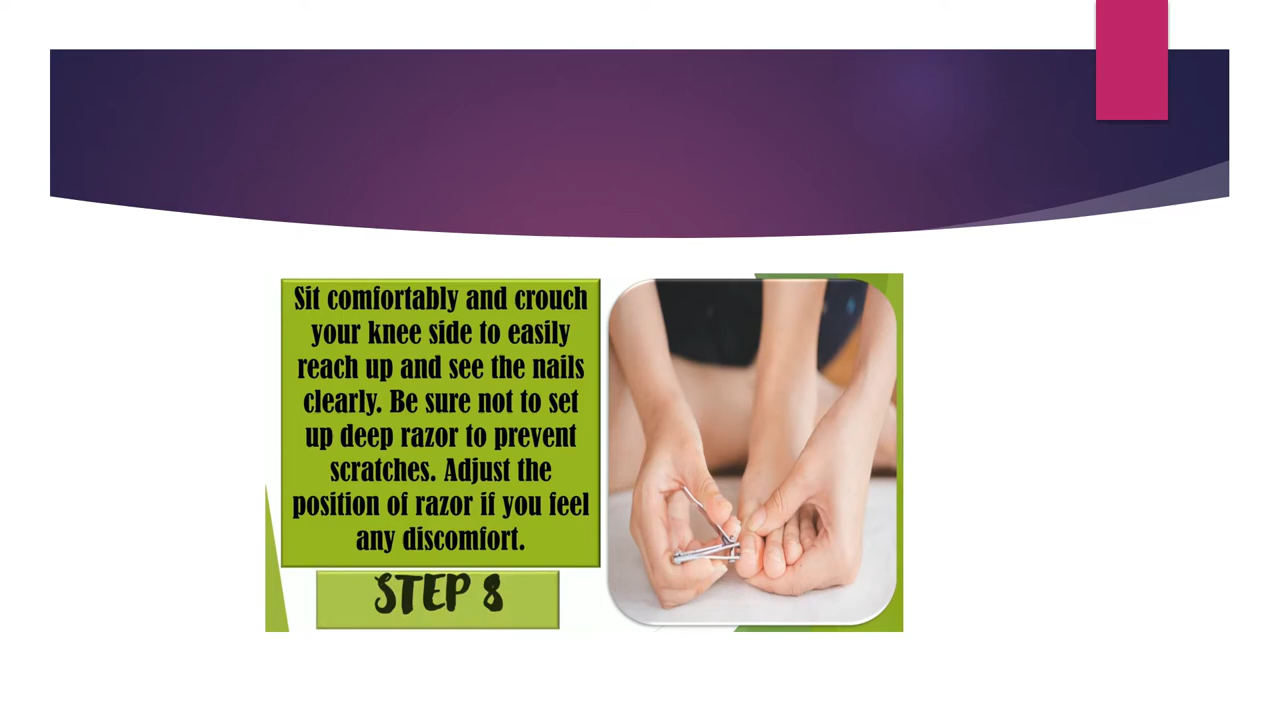 Sit comfortably and crouch
your knee side to easily
reach up and see the nails
clearly. Be sure not to set
up deep razor to prevent
scratches. Adjust the
position of razor if you feel
any discomfort.
STEP 8